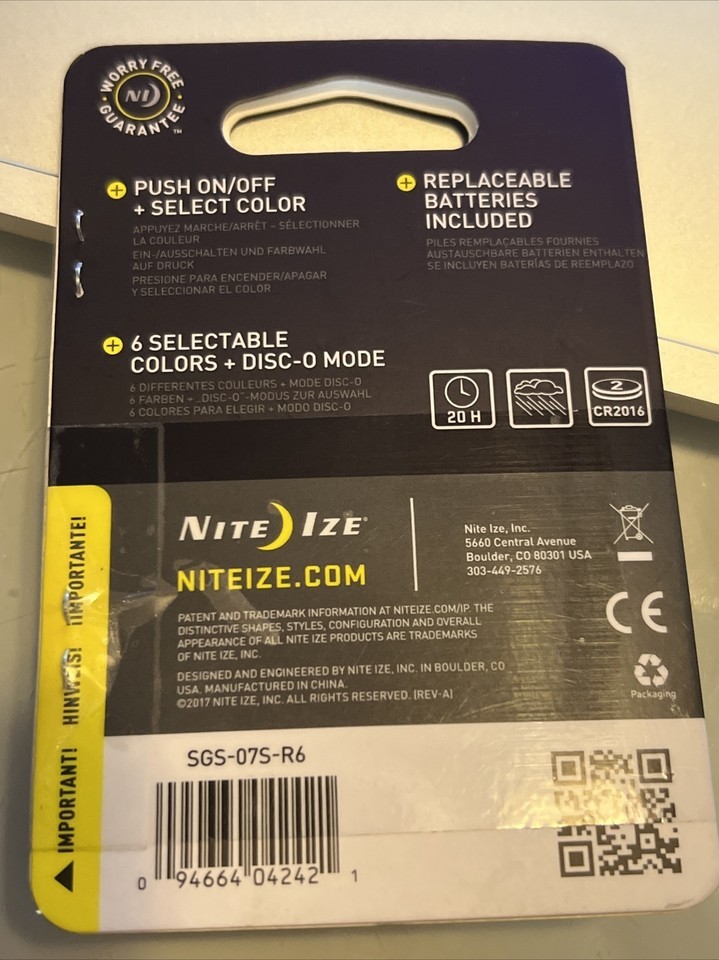 WORRY FREE
NI
GUARANTEE™
PUSH ON/OFF
+ SELECT COLOR
APPUYEZ MARCHE/ARRÊT – SÉLECTIONNER
LA COULEUR
EIN-/AUSSCHALTEN UND FARBWAHL
AUF DRUCK
PRESIONE PARA ENCENDER/APAGAR
Y SELECCIONAR EL COLOR
REPLACEABLE
BATTERIES
INCLUDED
PILES REMPLAÇABLES FOURNIES
AUSTAUSCHBARE BATTERIEN ENTHALTEN
SE INCLUYEN BATERÍAS DE REEMPLAZO
6 SELECTABLE
COLORS + DISC-O MODE
6 DIFFERENTES COULEURS + MODE DISC-O
6 FARBEN + „DISC-O"-MODUS ZUR AUSWAHL
6 COLORES PARA ELEGIR + MODO DISC-O
20 H
2
CR2016
NITE IZE®
NITEIZE.COM
Nite Ize, Inc.
5660 Central Avenue
Boulder, CO 80301 USA
303-449-2576
PATENT AND TRADEMARK INFORMATION AT NITEIZE.COM/IP. THE
DISTINCTIVE SHAPES, STYLES, CONFIGURATION AND OVERALL
APPEARANCE OF ALL NITE IZE PRODUCTS ARE TRADEMARKS
OF NITE IZE, INC.
DESIGNED AND ENGINEERED BY NITE IZE, INC. IN BOULDER, CO
USA. MANUFACTURED IN CHINA.
©2017 NITE IZE, INC. ALL RIGHTS RESERVED. (REV-A)
CE
Packaging
IMPORTANT! HINWEIS! ¡IMPORTANTE!
SGS-07S-R6
0 94664 04242 1